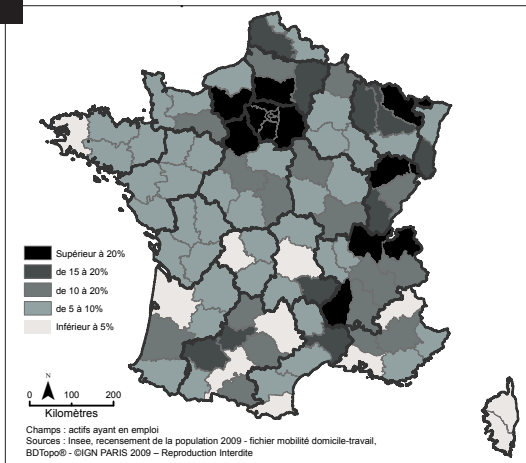 Supérieur à 20%
de 15 à 20%
de 10 à 20%
de 5 à 10%
Inférieur à 5%
N
0 100 200
Kilomètres
Champs : actifs ayant en emploi
Sources : Insee, recensement de la population 2009 - fichier mobilité domicile-travail,
BDTopo® - ©IGN PARIS 2009 – Reproduction Interdite